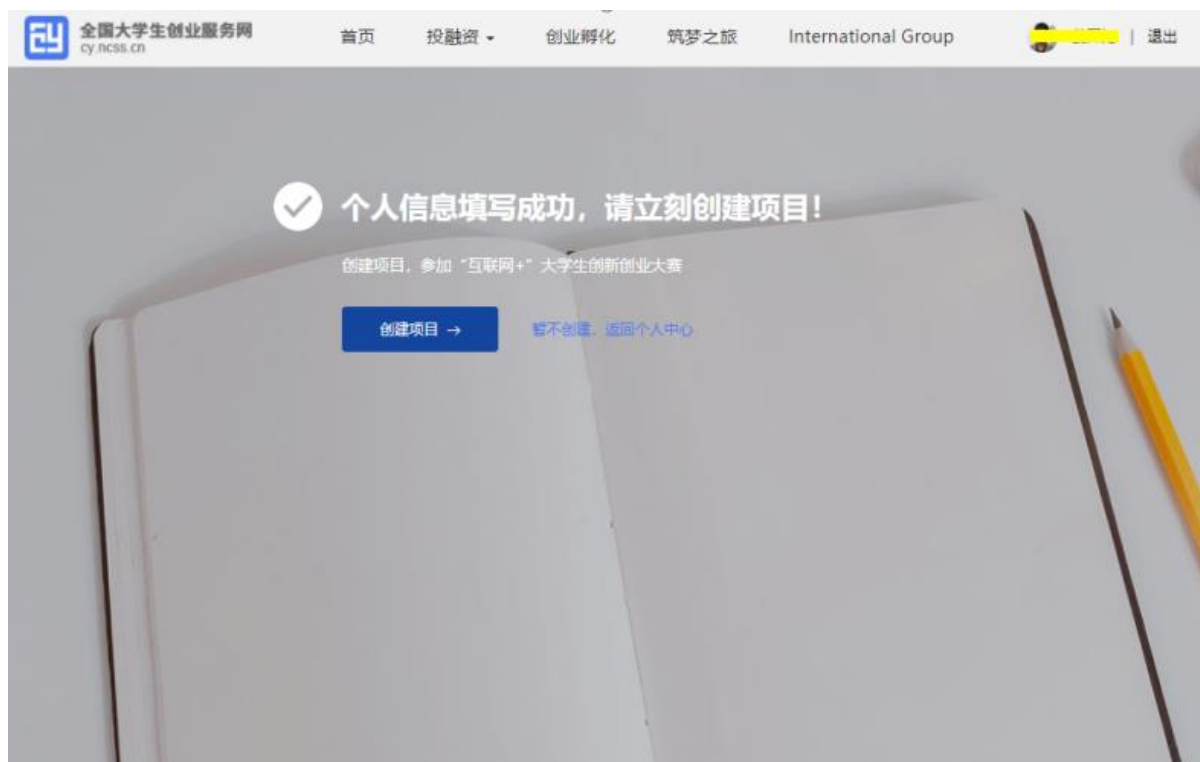 全国大学生创业服务网
cy.ncss.cn
首页 投融资 创业孵化 筑梦之旅 International Group | 退出
个人信息填写成功，请立刻创建项目！
创建项目，参加“互联网+”大学生创新创业大赛
创建项目 → 暂不创建，返回个人中心